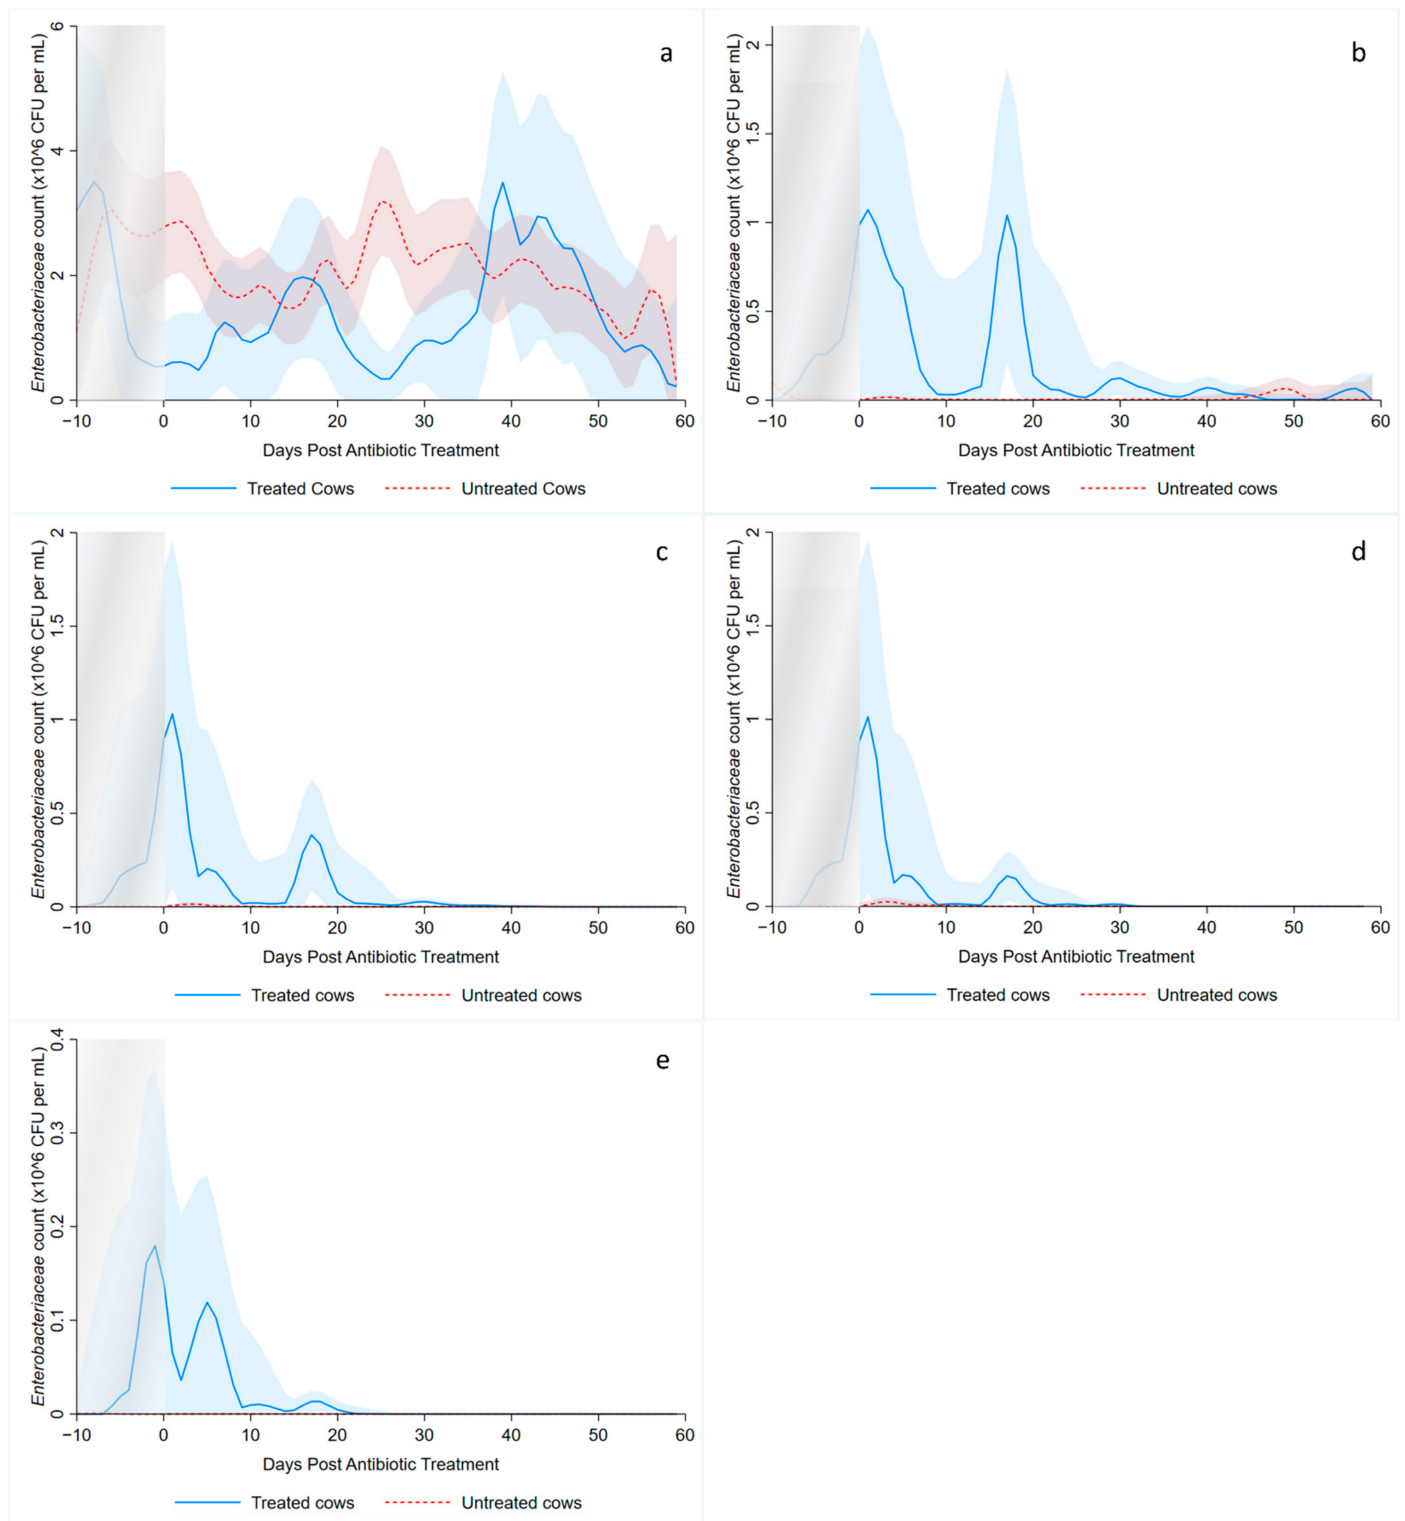 a
Enterobacteriaceae count (x10^6 CFU per mL)
6
4
2
0
−10 0 10 20 30 40 50 60
Days Post Antibiotic Treatment
Treated Cows Untreated Cows
b
Enterobacteriaceae count (x10^6 CFU per mL)
2
1.5
1
0.5
0
−10 0 10 20 30 40 50 60
Days Post Antibiotic Treatment
Treated cows Untreated cows
c
Enterobacteriaceae count (x10^6 CFU per mL)
2
1.5
1
0.5
0
−10 0 10 20 30 40 50 60
Days Post Antibiotic Treatment
Treated cows Untreated cows
d
Enterobacteriaceae count (x10^6 CFU per mL)
2
1.5
1
0.5
0
−10 0 10 20 30 40 50 60
Days Post Antibiotic Treatment
Treated cows Untreated cows
e
Enterobacteriaceae count (x10^6 CFU per mL)
0.4
0.3
0.2
0.1
0
−10 0 10 20 30 40 50 60
Days Post Antibiotic Treatment
Treated cows Untreated cows